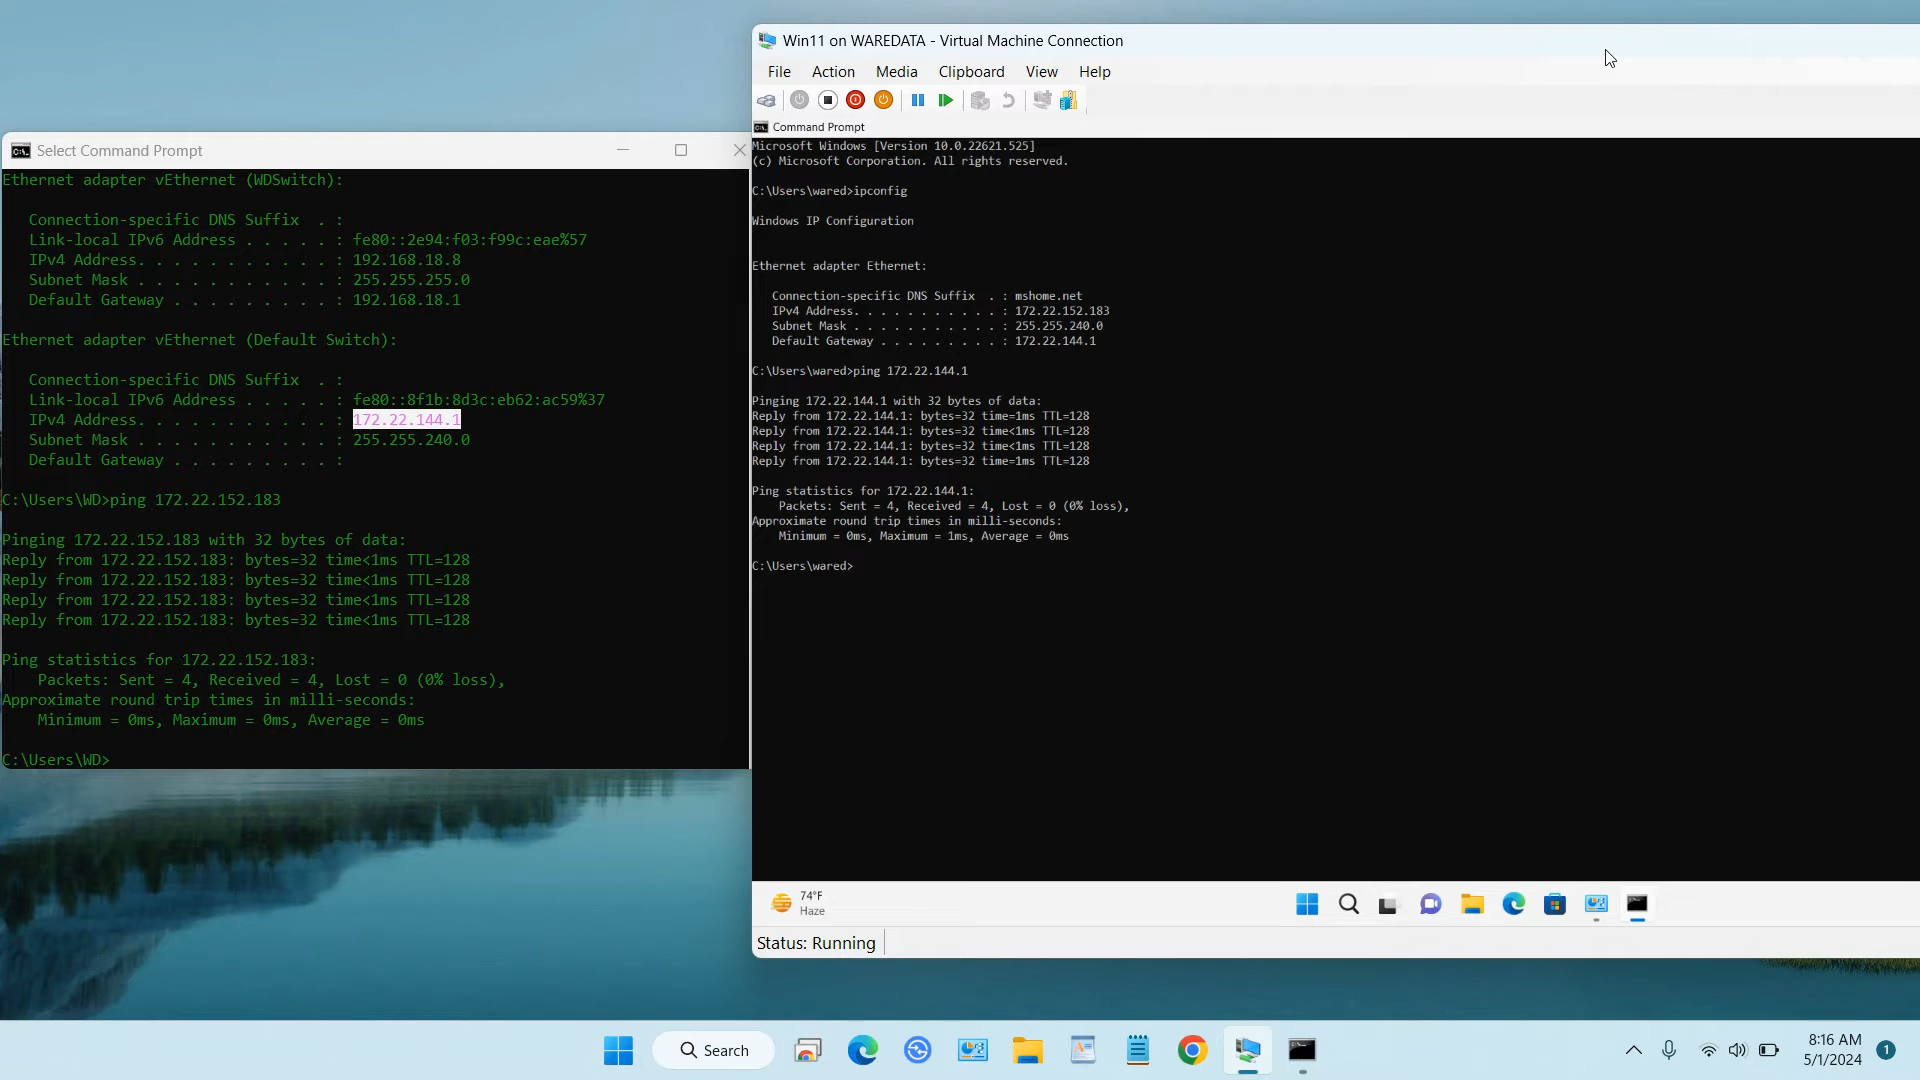 Select Command Prompt
Ethernet adapter vEthernet (WDSwitch):
Connection-specific DNS Suffix  . :
Link-local IPv6 Address . . . . . : fe80::2e94:f03:f99c:eae%57
IPv4 Address. . . . . . . . . . . : 192.168.18.8
Subnet Mask . . . . . . . . . . . : 255.255.255.0
Default Gateway . . . . . . . . . : 192.168.18.1
Ethernet adapter vEthernet (Default Switch):
Connection-specific DNS Suffix  . :
Link-local IPv6 Address . . . . . : fe80::8f1b:8d3c:eb62:ac59%37
IPv4 Address. . . . . . . . . . . : 172.22.144.1
Subnet Mask . . . . . . . . . . . : 255.255.240.0
Default Gateway . . . . . . . . . :
C:\Users\WD>ping 172.22.152.183
Pinging 172.22.152.183 with 32 bytes of data:
Reply from 172.22.152.183: bytes=32 time<1ms TTL=128
Reply from 172.22.152.183: bytes=32 time<1ms TTL=128
Reply from 172.22.152.183: bytes=32 time<1ms TTL=128
Reply from 172.22.152.183: bytes=32 time<1ms TTL=128
Ping statistics for 172.22.152.183:
Packets: Sent = 4, Received = 4, Lost = 0 (0% loss),
Approximate round trip times in milli-seconds:
Minimum = 0ms, Maximum = 0ms, Average = 0ms
C:\Users\WD>
Win11 on WAREDATA - Virtual Machine Connection
File Action Media Clipboard View Help
Command Prompt
Microsoft Windows [Version 10.0.22621.525]
(c) Microsoft Corporation. All rights reserved.
C:\Users\wared>ipconfig
Windows IP Configuration
Ethernet adapter Ethernet:
Connection-specific DNS Suffix  . : mshome.net
IPv4 Address. . . . . . . . . . . : 172.22.152.183
Subnet Mask . . . . . . . . . . . : 255.255.240.0
Default Gateway . . . . . . . . . : 172.22.144.1
C:\Users\wared>ping 172.22.144.1
Pinging 172.22.144.1 with 32 bytes of data:
Reply from 172.22.144.1: bytes=32 time=1ms TTL=128
Reply from 172.22.144.1: bytes=32 time<1ms TTL=128
Reply from 172.22.144.1: bytes=32 time=1ms TTL=128
Reply from 172.22.144.1: bytes=32 time=1ms TTL=128
Ping statistics for 172.22.144.1:
Packets: Sent = 4, Received = 4, Lost = 0 (0% loss),
Approximate round trip times in milli-seconds:
Minimum = 0ms, Maximum = 1ms, Average = 0ms
C:\Users\wared>
74°F
Haze
Status: Running
Search
8:16 AM
5/1/2024
1